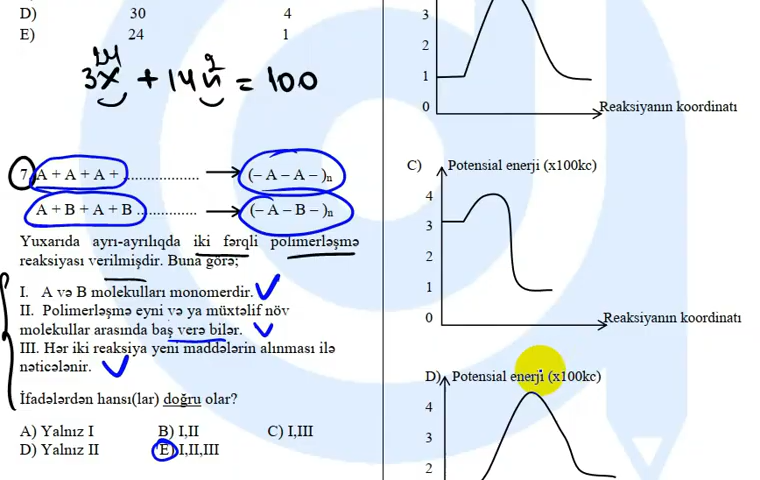 D) 30 4
E) 24 1
24 2
3x + 14n = 100
7. A + A + A + .................... (– A – A – )n
A + B + A + B ................ (– A – B – )n
Yuxarıda ayrı-ayrılıqda iki fərqli polimerləşmə
reaksiyası verilmişdir. Buna görə;
I. A və B molekulları monomerdir.
II. Polimerləşmə eyni və ya müxtəlif növ
molekullar arasında baş verə bilər.
III. Hər iki reaksiya yeni maddələrin alınması ilə
nəticələnir.
İfadələrdən hansı(lar) doğru olar?
A) Yalnız I B) I,II C) I,III
D) Yalnız II E) I,II,III
3
2
1
0
Reaksiyanın koordinatı
C) Potensial enerji (x100kc)
4
3
2
1
0
Reaksiyanın koordinatı
D) Potensial enerji (x100kc)
4
3
2